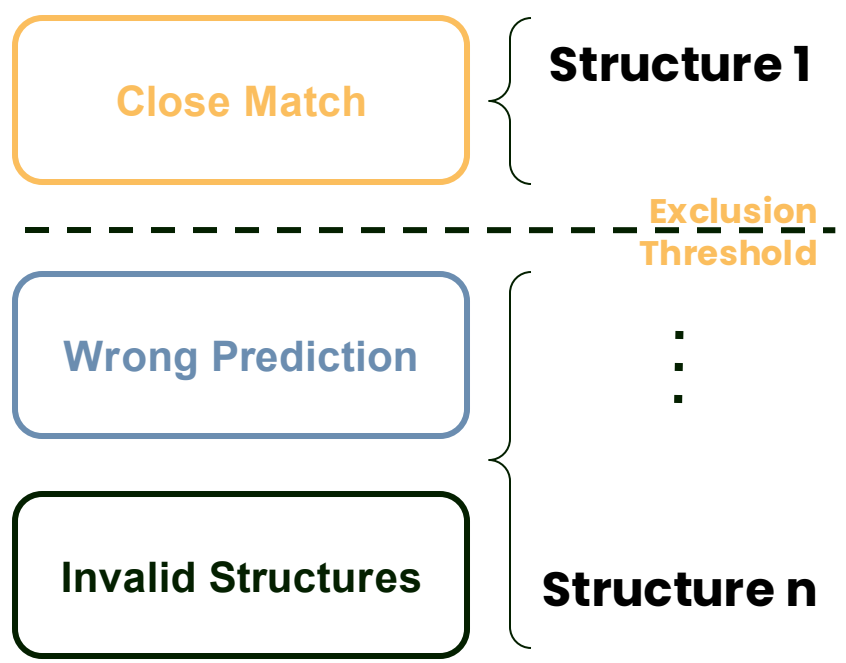 Close Match
Structure 1
Exclusion
Threshold
Wrong Prediction
Invalid Structures
Structure n